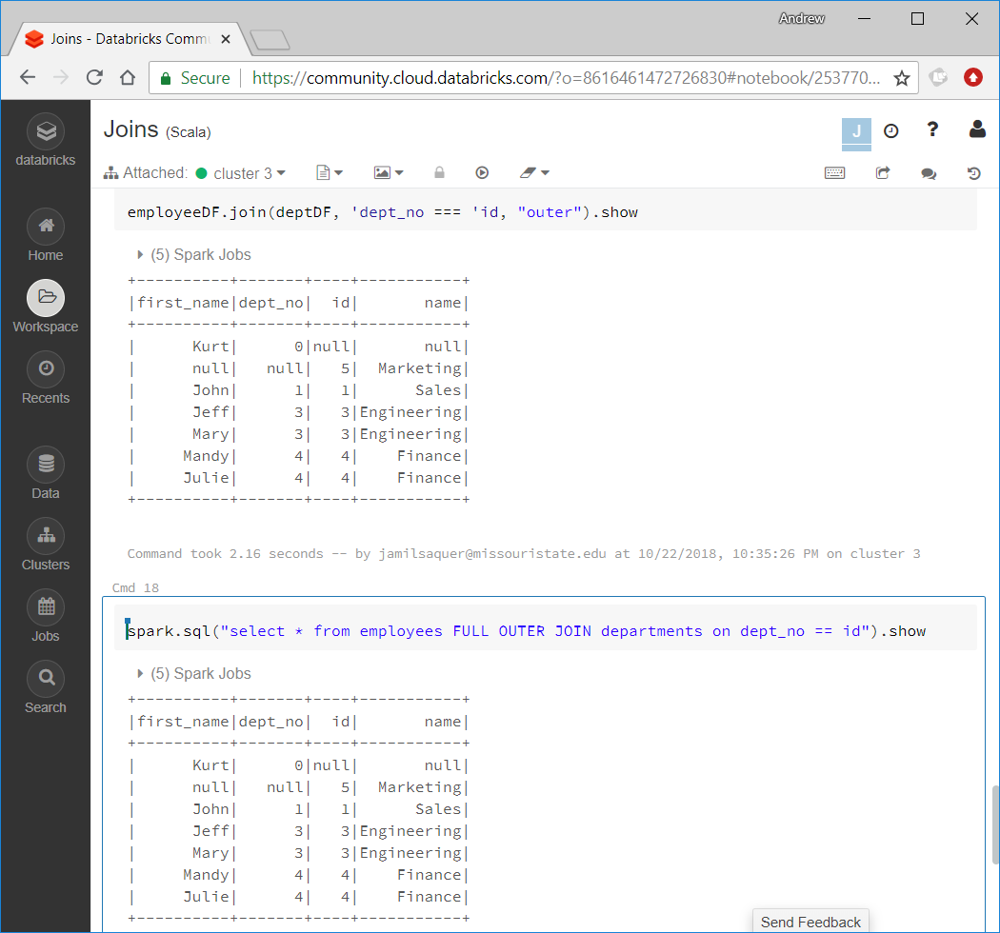 Andrew
Joins - Databricks Commu
Secure https://community.cloud.databricks.com/?o=8616461472726830#notebook/253770...
databricks
Home
Workspace
Recents
Data
Clusters
Jobs
Search
Joins (Scala)
J
?
Attached: cluster 3
employeeDF.join(deptDF, 'dept_no === 'id, "outer").show
(5) Spark Jobs
+----------+-------+----+-----------+
|first_name|dept_no|  id|       name|
+----------+-------+----+-----------+
|      Kurt|      0|null|       null|
|      null|   null|   5|  Marketing|
|      John|      1|   1|      Sales|
|      Jeff|      3|   3|Engineering|
|      Mary|      3|   3|Engineering|
|     Mandy|      4|   4|    Finance|
|     Julie|      4|   4|    Finance|
+----------+-------+----+-----------+
Command took 2.16 seconds -- by jamilsaquer@missouristate.edu at 10/22/2018, 10:35:26 PM on cluster 3
Cmd 18
spark.sql("select * from employees FULL OUTER JOIN departments on dept_no == id").show
(5) Spark Jobs
+----------+-------+----+-----------+
|first_name|dept_no|  id|       name|
+----------+-------+----+-----------+
|      Kurt|      0|null|       null|
|      null|   null|   5|  Marketing|
|      John|      1|   1|      Sales|
|      Jeff|      3|   3|Engineering|
|      Mary|      3|   3|Engineering|
|     Mandy|      4|   4|    Finance|
|     Julie|      4|   4|    Finance|
+----------+-------+----+-----------+
Send Feedback